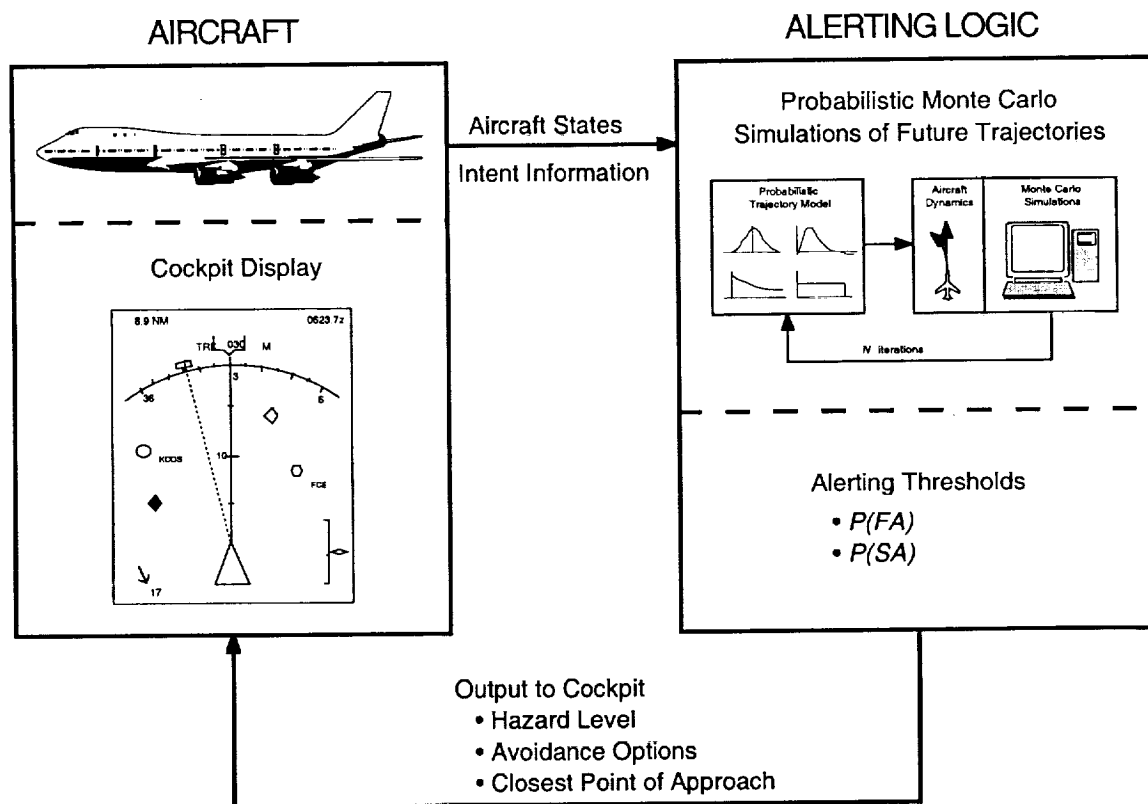 AIRCRAFT
ALERTING LOGIC
Aircraft States
Intent Information
Probabilistic Monte Carlo
Simulations of Future Trajectories
Probabilistic
Trajectory Model
Aircraft
Dynamics
Monte Carlo
Simulations
N iterations
Cockpit Display
8.9 NM
0623.7z
TRK 030 M
36
3
6
10
KCOS
FCS
17
Alerting Thresholds
• P(FA)
• P(SA)
Output to Cockpit
• Hazard Level
• Avoidance Options
• Closest Point of Approach